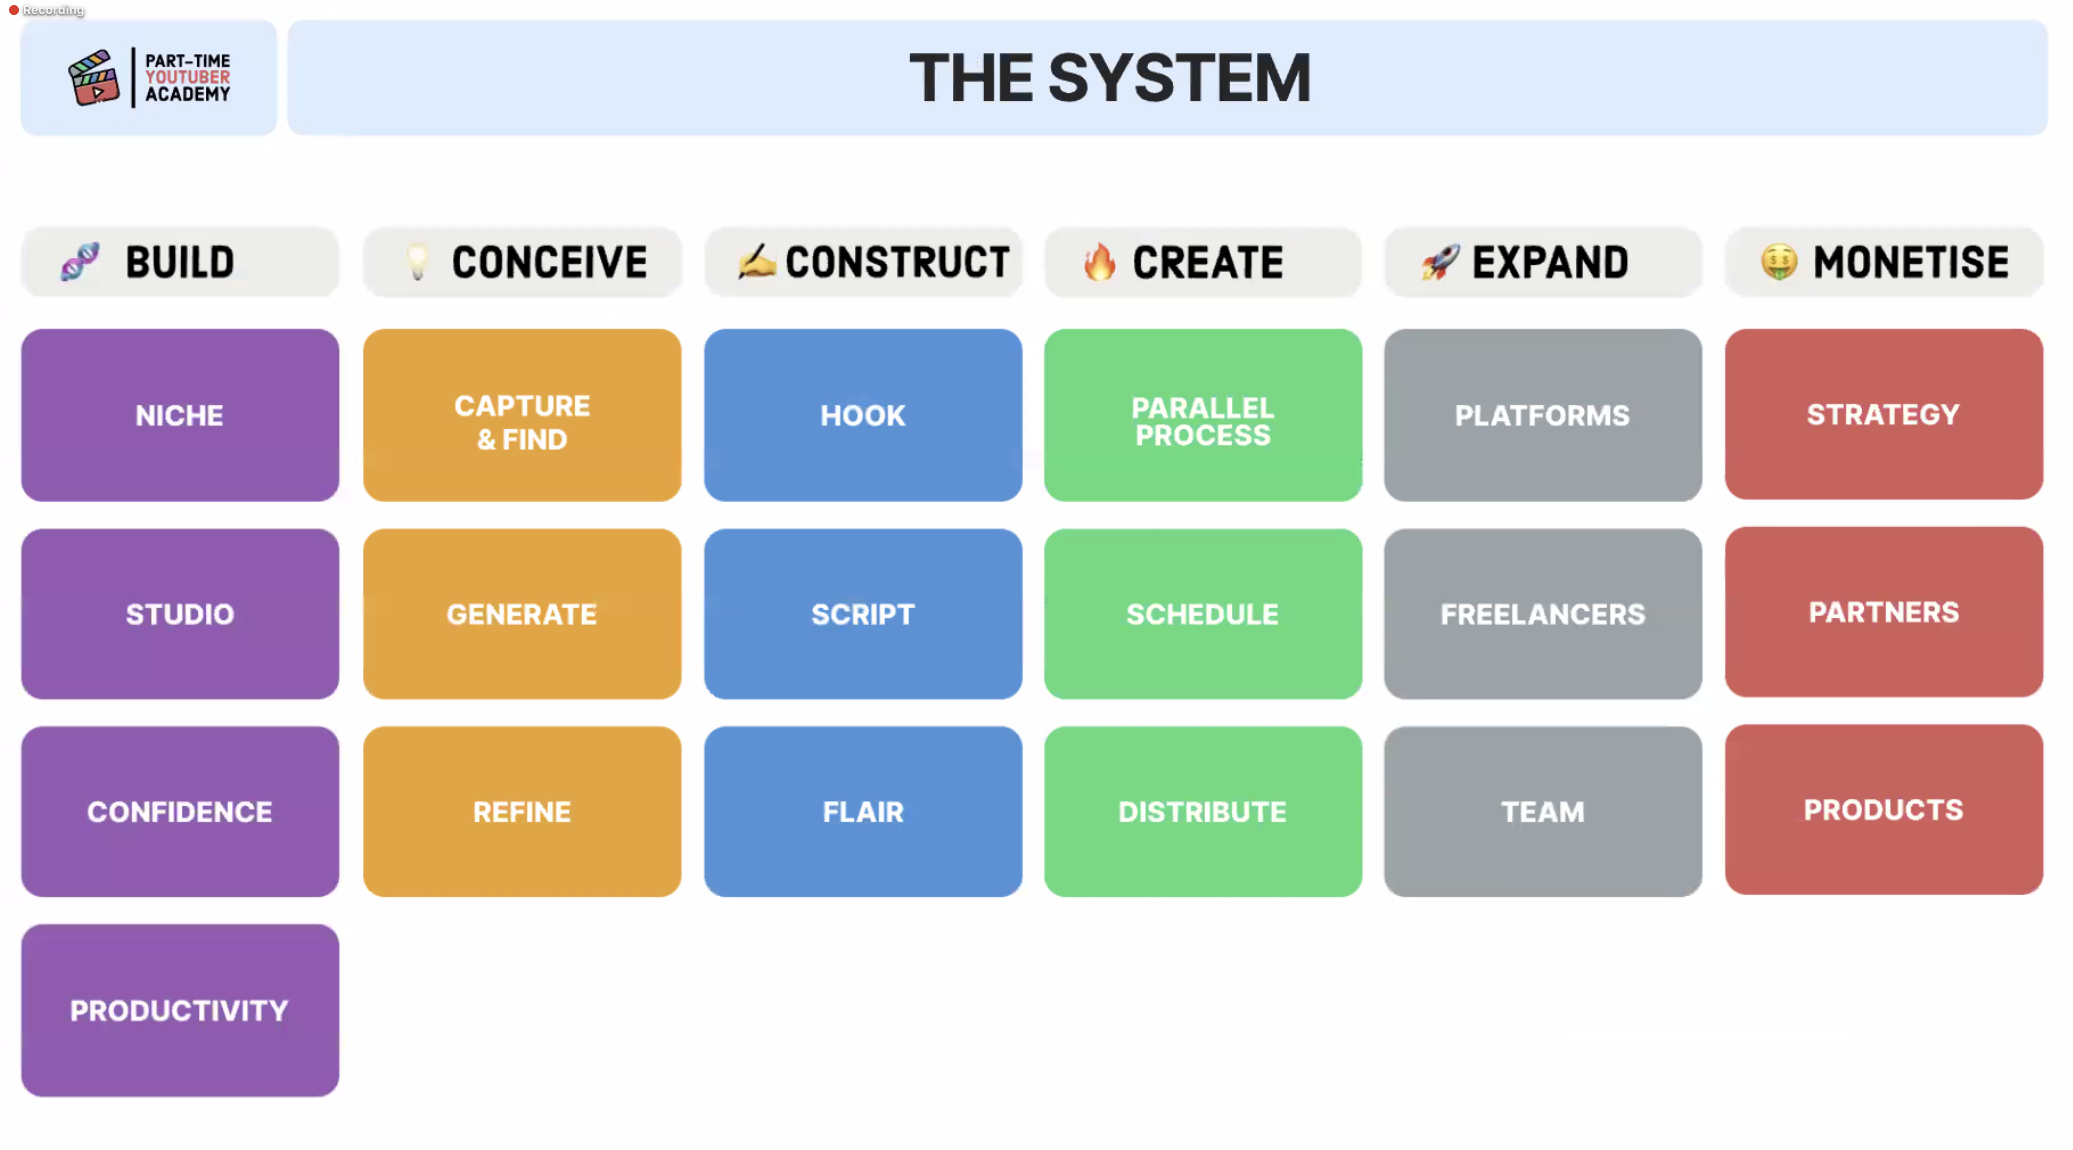 Recording
PART-TIME
YOUTUBER
ACADEMY
THE SYSTEM
BUILD
CONCEIVE
CONSTRUCT
CREATE
EXPAND
MONETISE
NICHE
CAPTURE
& FIND
HOOK
PARALLEL
PROCESS
PLATFORMS
STRATEGY
STUDIO
GENERATE
SCRIPT
SCHEDULE
FREELANCERS
PARTNERS
CONFIDENCE
REFINE
FLAIR
DISTRIBUTE
TEAM
PRODUCTS
PRODUCTIVITY